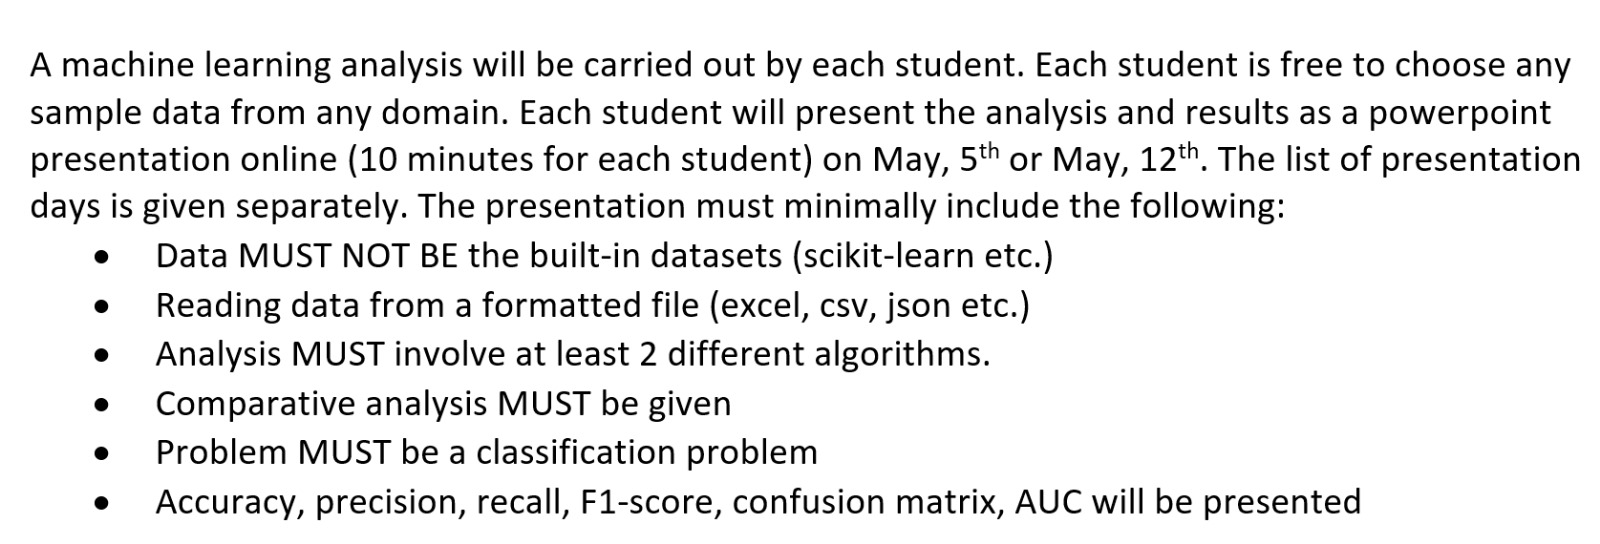 A machine learning analysis will be carried out by each student. Each student is free to choose any
sample data from any domain. Each student will present the analysis and results as a powerpoint
presentation online (10 minutes for each student) on May, 5th or May, 12th. The list of presentation
days is given separately. The presentation must minimally include the following:
• Data MUST NOT BE the built-in datasets (scikit-learn etc.)
• Reading data from a formatted file (excel, csv, json etc.)
• Analysis MUST involve at least 2 different algorithms.
• Comparative analysis MUST be given
• Problem MUST be a classification problem
• Accuracy, precision, recall, F1-score, confusion matrix, AUC will be presented